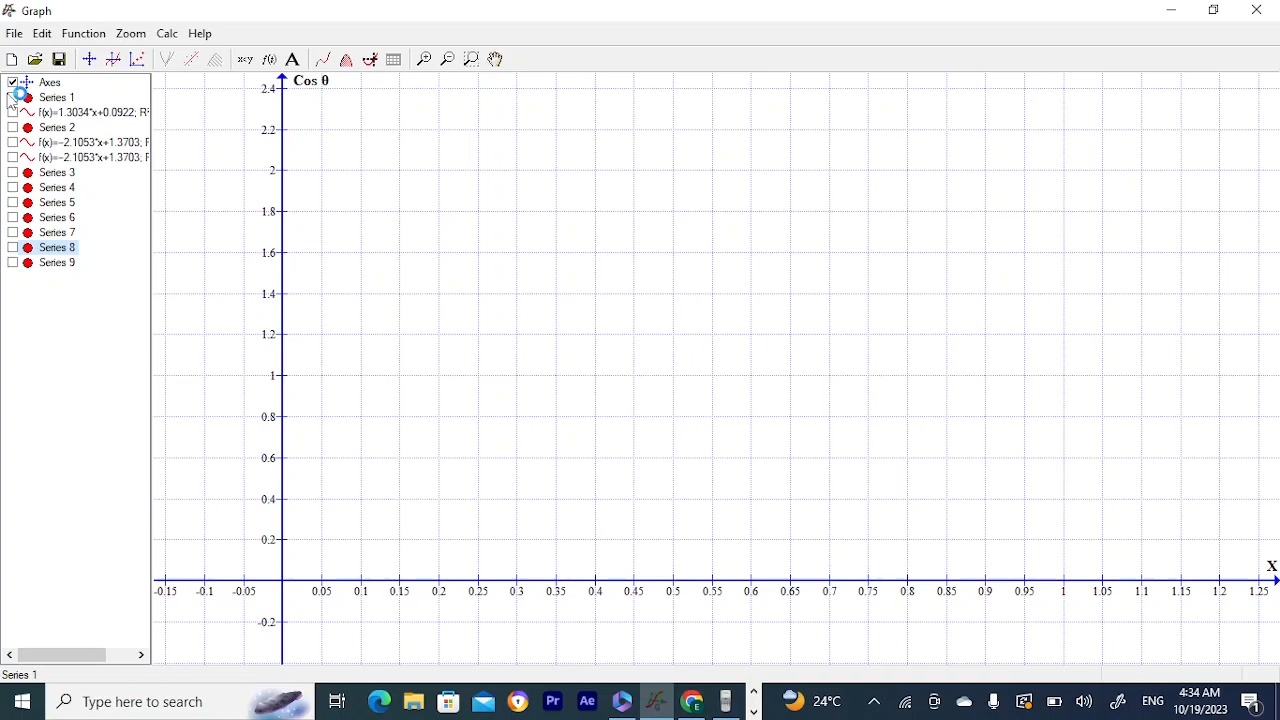 Graph
File Edit Function Zoom Calc Help
Axes
Series 1
f(x)=1.3034*x+0.0922; R²
Series 2
f(x)=-2.1053*x+1.3703; R
f(x)=-2.1053*x+1.3703; R
Series 3
Series 4
Series 5
Series 6
Series 7
Series 8
Series 9
Cos θ
2.4
2.2
2
1.8
1.6
1.4
1.2
1
0.8
0.6
0.4
0.2
-0.2
X
-0.15 -0.1 -0.05 0.05 0.1 0.15 0.2 0.25 0.3 0.35 0.4 0.45 0.5 0.55 0.6 0.65 0.7 0.75 0.8 0.85 0.9 0.95 1 1.05 1.1 1.15 1.2 1.25
Series 1
Type here to search
Pr Ae
24°C
ENG
4:34 AM
10/19/2023